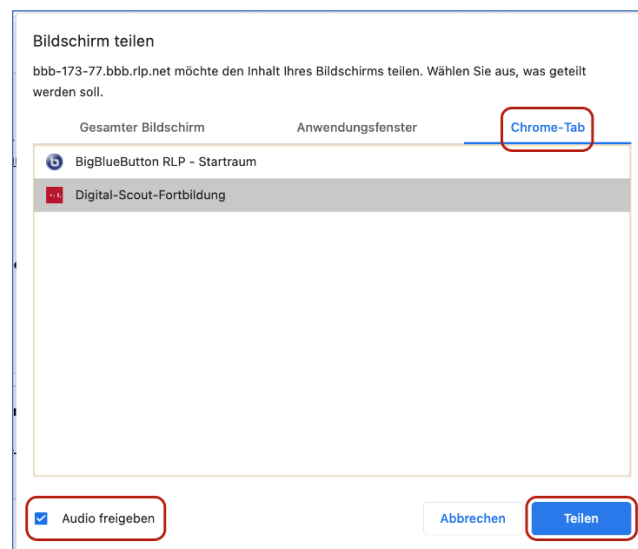 Bildschirm teilen
bbb-173-77.bbb.rlp.net möchte den Inhalt Ihres Bildschirms teilen. Wählen Sie aus, was geteilt
werden soll.
Gesamter Bildschirm Anwendungsfenster Chrome-Tab
BigBlueButton RLP - Startraum
Digital-Scout-Fortbildung
Audio freigeben Abbrechen Teilen